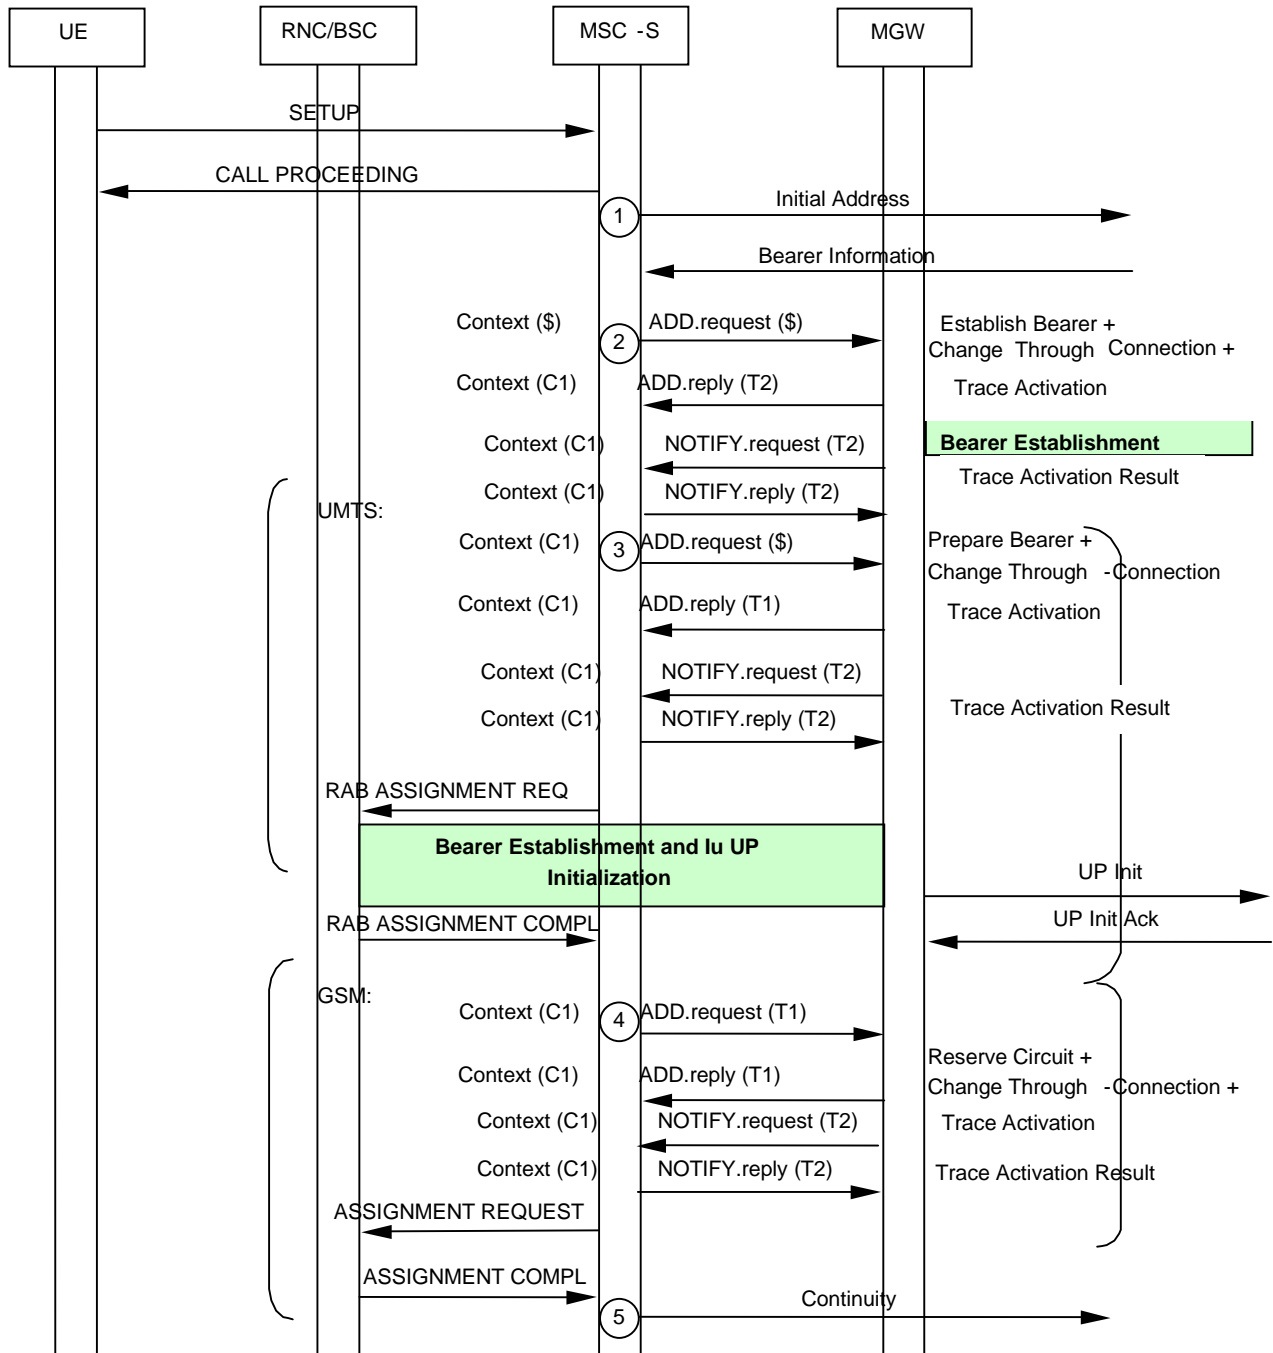 UE
RNC/BSC
MSC -S
MGW
SETUP
CALL PROCEEDING
1
Initial Address
Bearer Information
Context ($)
2
ADD.request ($)
Establish Bearer +
Change Through Connection +
Context (C1)
ADD.reply (T2)
Trace Activation
Context (C1)
NOTIFY.request (T2)
Bearer Establishment
Trace Activation Result
Context (C1)
NOTIFY.reply (T2)
UMTS:
Context (C1)
3
ADD.request ($)
Prepare Bearer +
Change Through -Connection
Context (C1)
ADD.reply (T1)
Trace Activation
Context (C1)
NOTIFY.request (T2)
Trace Activation Result
Context (C1)
NOTIFY.reply (T2)
RAB ASSIGNMENT REQ
Bearer Establishment and Iu UP
Initialization
UP Init
RAB ASSIGNMENT COMPL
UP Init Ack
GSM:
Context (C1)
4
ADD.request (T1)
Reserve Circuit +
Change Through -Connection +
Context (C1)
ADD.reply (T1)
Context (C1)
NOTIFY.request (T2)
Trace Activation
Context (C1)
NOTIFY.reply (T2)
Trace Activation Result
ASSIGNMENT REQUEST
ASSIGNMENT COMPL
5
Continuity